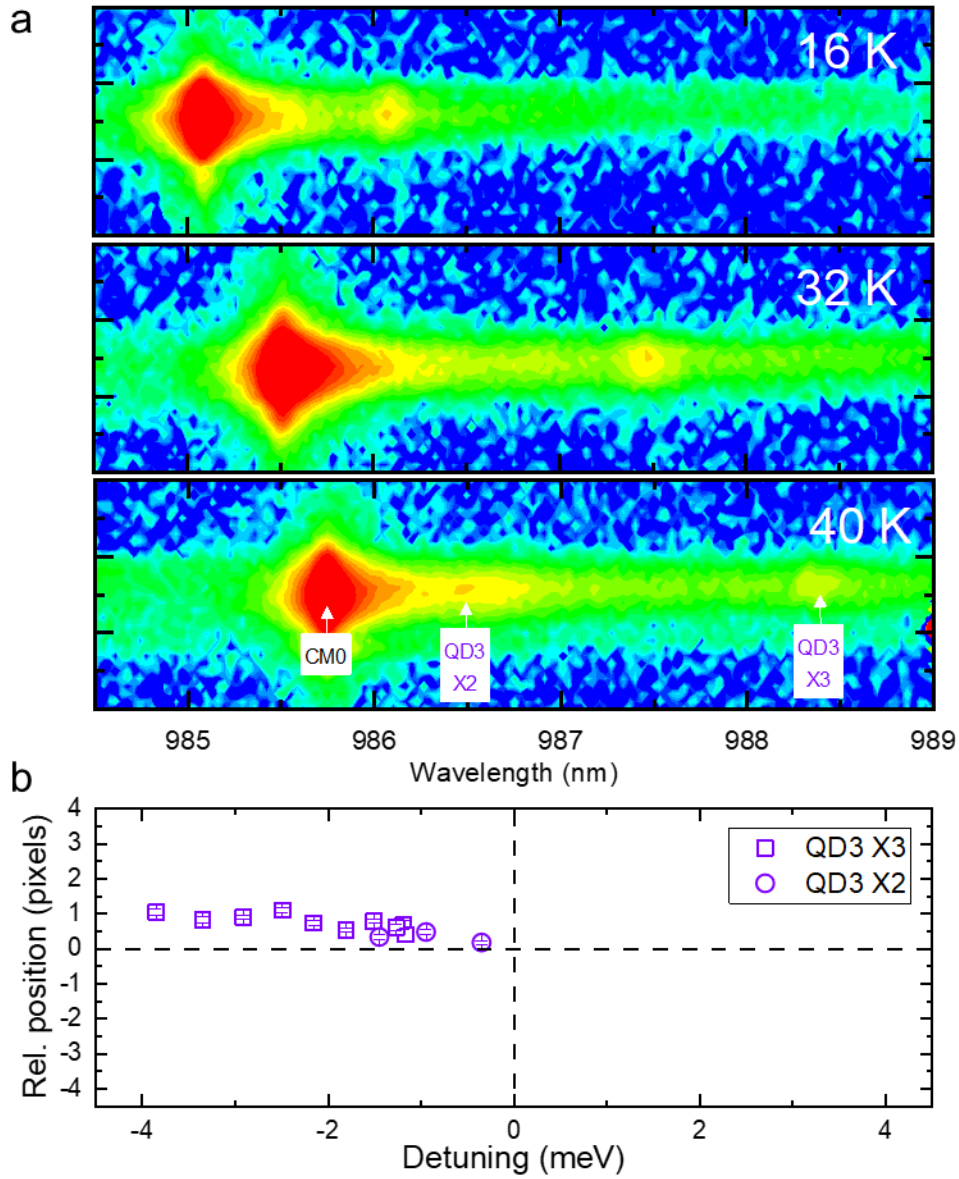 a
16 K
32 K
40 K
CM0
QD3
X2
QD3
X3
985 986 987 988 989
Wavelength (nm)
b
4
3
2
1
0
-1
-2
-3
-4
Rel. position (pixels)
QD3 X3
QD3 X2
-4 -2 0 2 4
Detuning (meV)